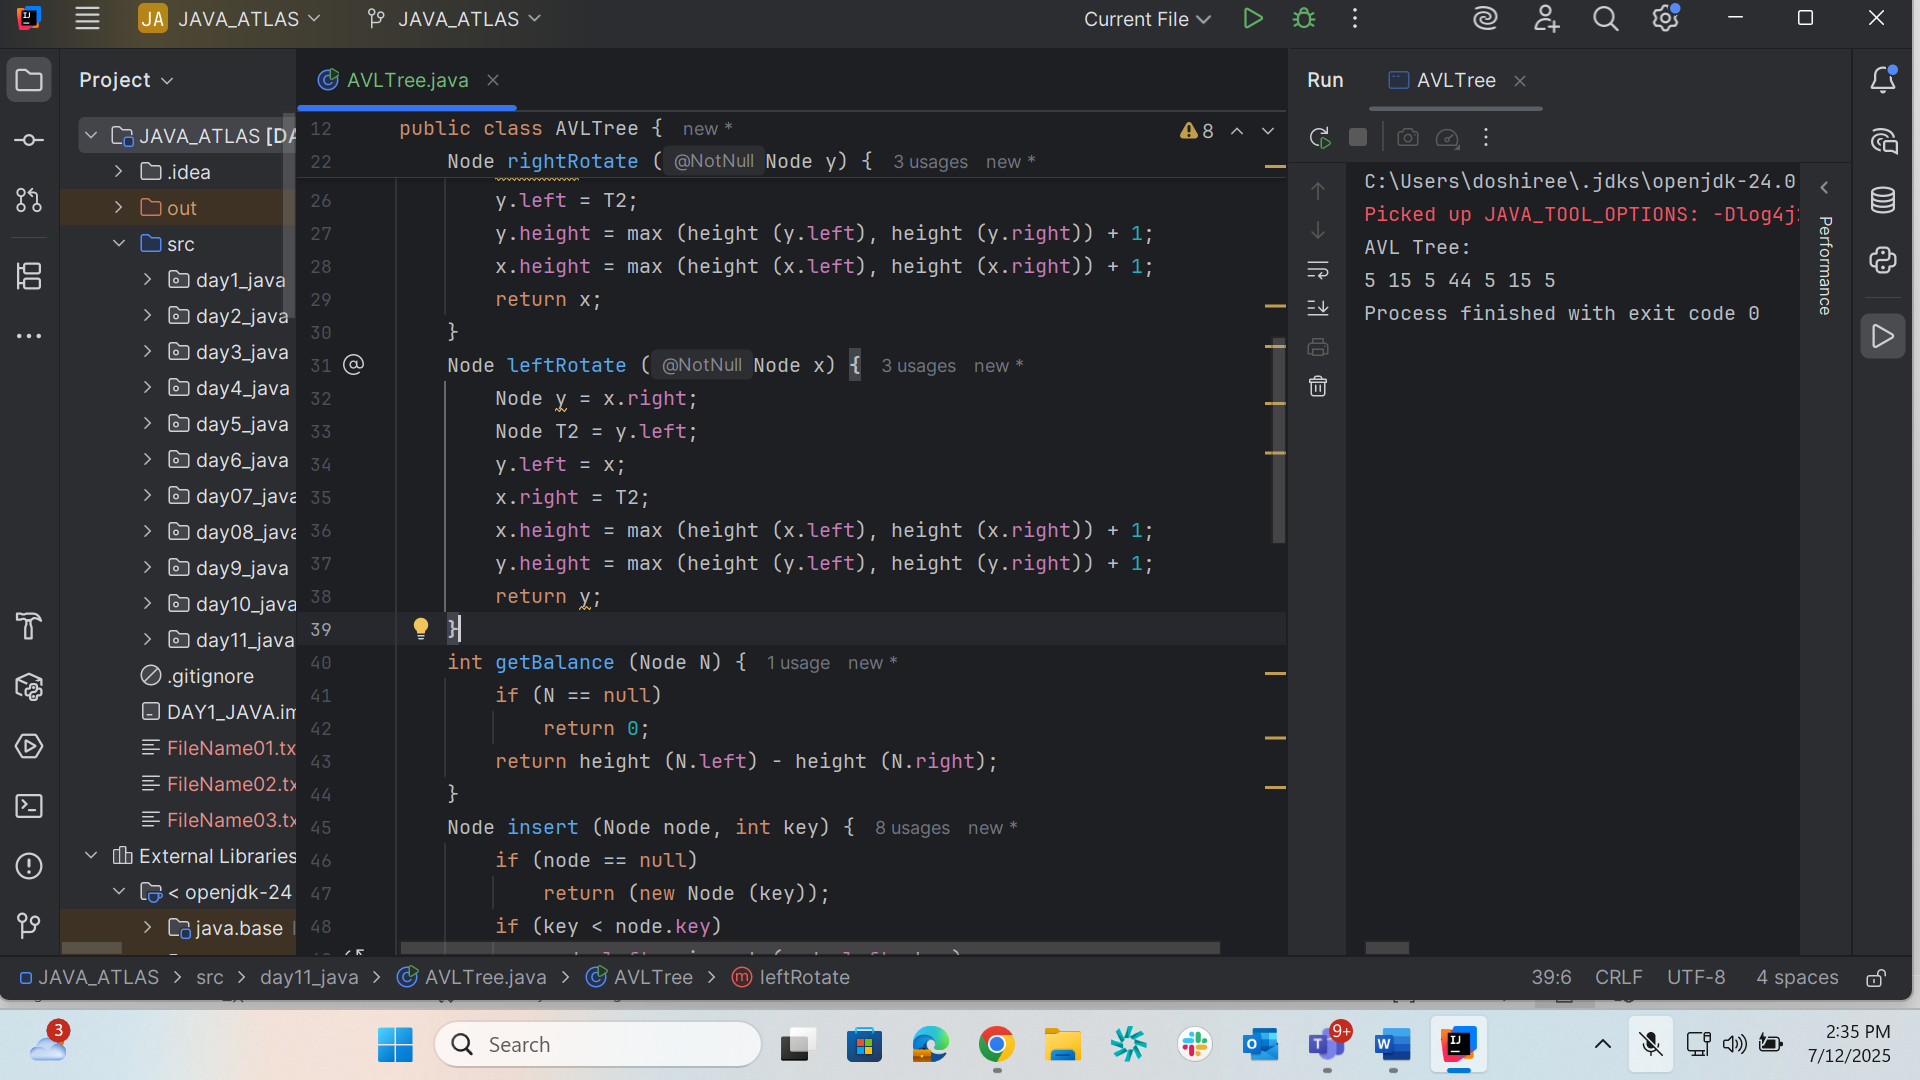 JA JAVA_ATLAS JAVA_ATLAS Current File
Project
AVLTree.java
Run AVLTree
JAVA_ATLAS [DA
.idea
out
src
day1_java
day2_java
day3_java
day4_java
day5_java
day6_java
day07_java
day08_java
day9_java
day10_java
day11_java
.gitignore
DAY1_JAVA.im
FileName01.tx
FileName02.tx
FileName03.tx
External Libraries
< openjdk-24
java.base
12 public class AVLTree { new *
22 Node rightRotate ( @NotNull Node y) { 3 usages new *
26 y.left = T2;
27 y.height = max (height (y.left), height (y.right)) + 1;
28 x.height = max (height (x.left), height (x.right)) + 1;
29 return x;
30 }
31 Node leftRotate ( @NotNull Node x) { 3 usages new *
32 Node y = x.right;
33 Node T2 = y.left;
34 y.left = x;
35 x.right = T2;
36 x.height = max (height (x.left), height (x.right)) + 1;
37 y.height = max (height (y.left), height (y.right)) + 1;
38 return y;
39 }
40 int getBalance (Node N) { 1 usage new *
41 if (N == null)
42 return 0;
43 return height (N.left) - height (N.right);
44 }
45 Node insert (Node node, int key) { 8 usages new *
46 if (node == null)
47 return (new Node (key));
48 if (key < node.key)
8
C:\Users\doshiree\.jdks\openjdk-24.0
Picked up JAVA_TOOL_OPTIONS: -Dlog4j
AVL Tree:
5 15 5 44 5 15 5
Process finished with exit code 0
Performance
JAVA_ATLAS > src > day11_java > AVLTree.java > AVLTree > leftRotate
39:6 CRLF UTF-8 4 spaces
3
Search
9+
2:35 PM
7/12/2025